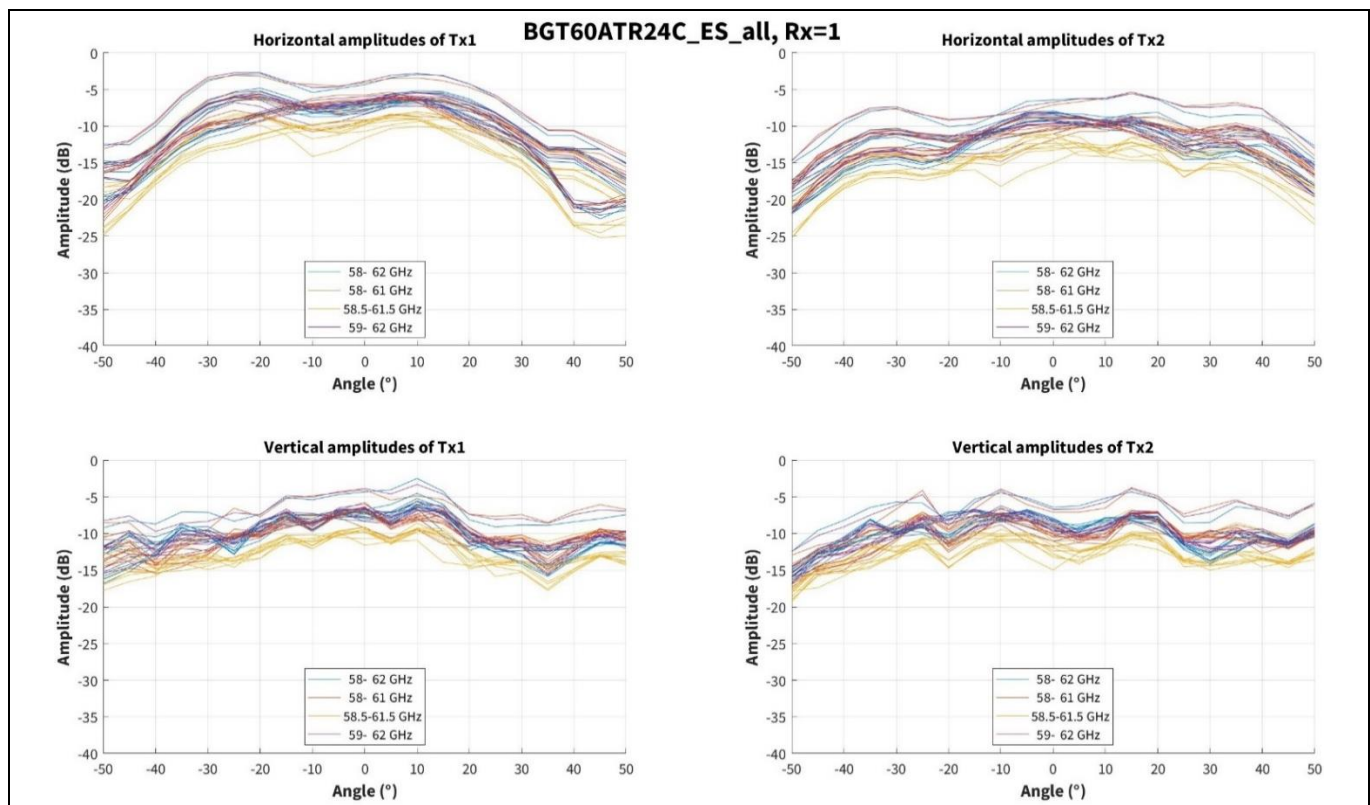 BGT60ATR24C_ES_all, Rx=1
Horizontal amplitudes of Tx1
0
-5
-10
-15
-20
-25
-30
-35
-40
Amplitude (dB)
58- 62 GHz
58- 61 GHz
58.5-61.5 GHz
59- 62 GHz
-50 -40 -30 -20 -10 0 10 20 30 40 50
Angle (°)
Horizontal amplitudes of Tx2
0
-5
-10
-15
-20
-25
-30
-35
-40
Amplitude (dB)
58- 62 GHz
58- 61 GHz
58.5-61.5 GHz
59- 62 GHz
-50 -40 -30 -20 -10 0 10 20 30 40 50
Angle (°)
Vertical amplitudes of Tx1
0
-5
-10
-15
-20
-25
-30
-35
-40
Amplitude (dB)
58- 62 GHz
58- 61 GHz
58.5-61.5 GHz
59- 62 GHz
-50 -40 -30 -20 -10 0 10 20 30 40 50
Angle (°)
Vertical amplitudes of Tx2
0
-5
-10
-15
-20
-25
-30
-35
-40
Amplitude (dB)
58- 62 GHz
58- 61 GHz
58.5-61.5 GHz
59- 62 GHz
-50 -40 -30 -20 -10 0 10 20 30 40 50
Angle (°)